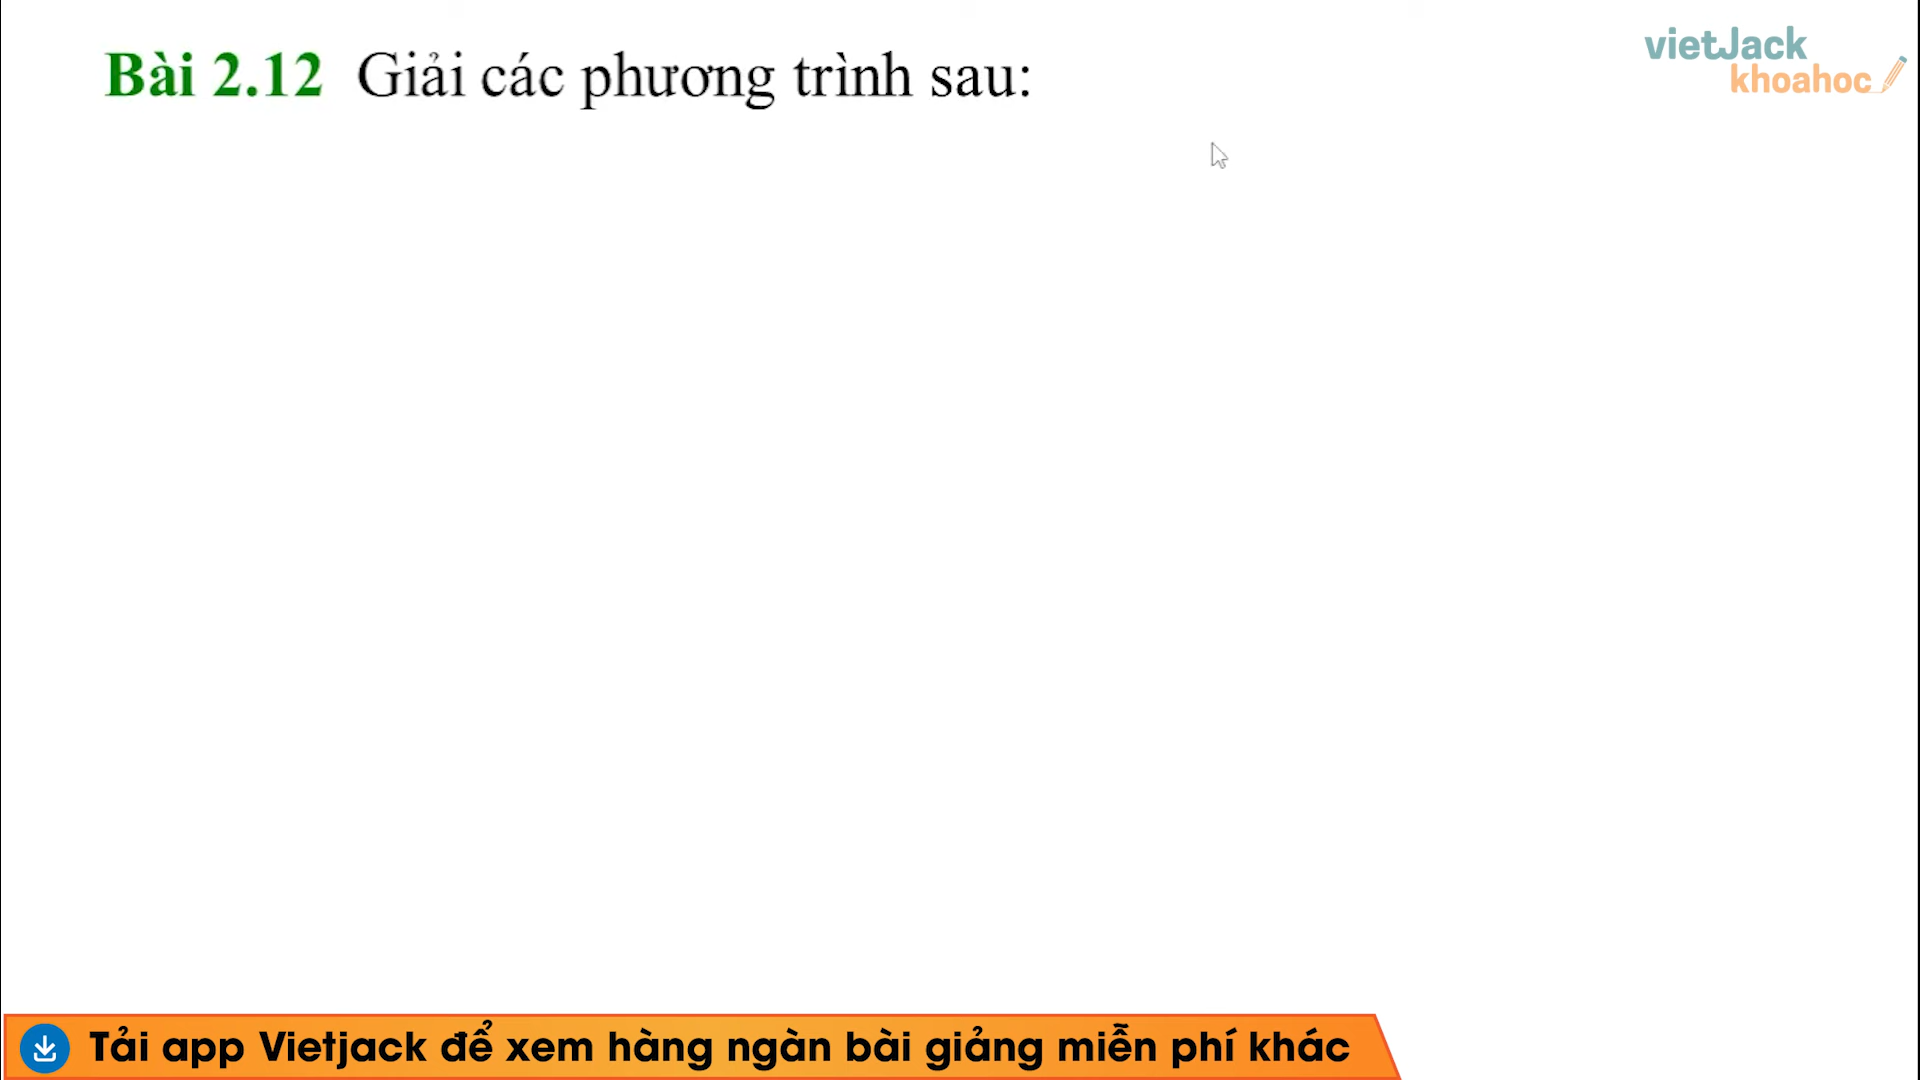 Bài 2.12 Giải các phương trình sau:
vietJack
khoahoc
Tải app Vietjack để xem hàng ngàn bài giảng miễn phí khác